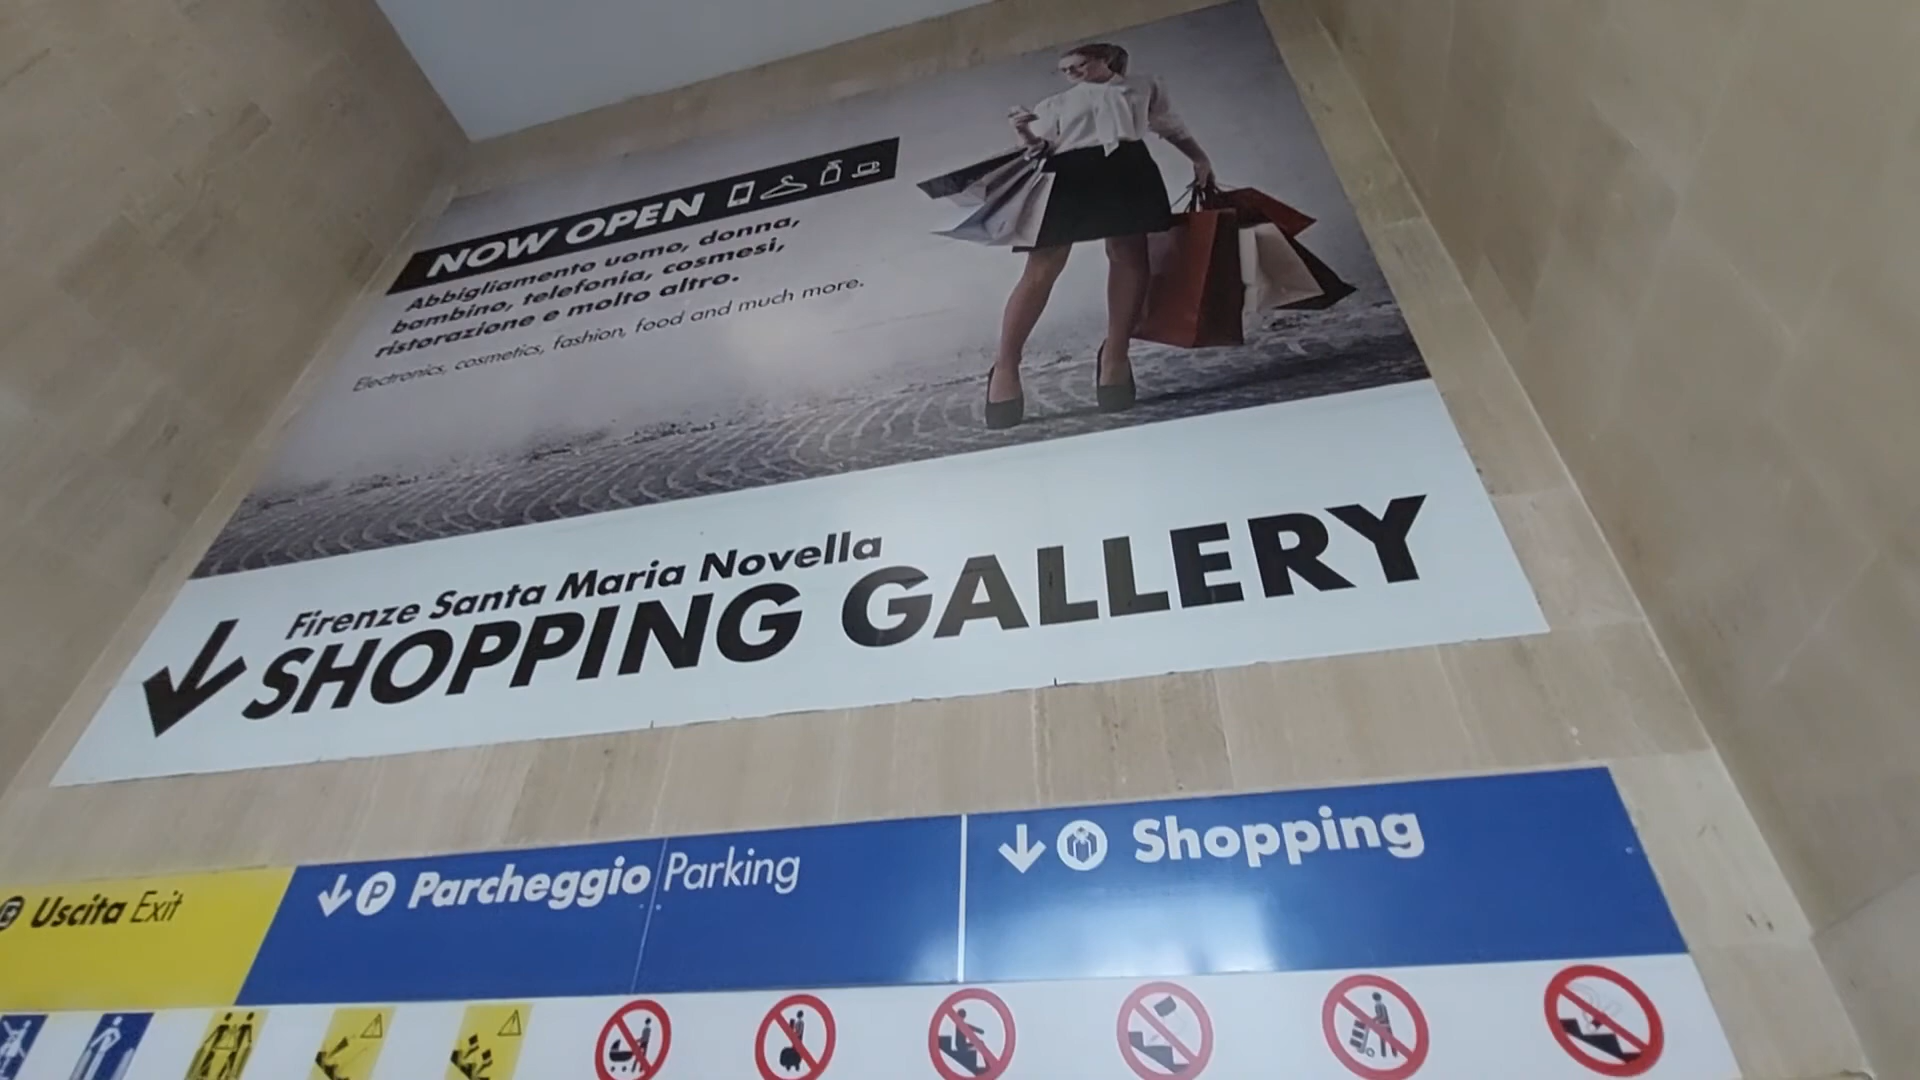 NOW OPEN
Abbigliamento uomo, donna,
bambino, telefonia, cosmesi,
ristorazione e molto altro.
Electronics, cosmetics, fashion, food and much more.
Firenze Santa Maria Novella
SHOPPING GALLERY
Uscita Exit
P Parcheggio Parking
Shopping